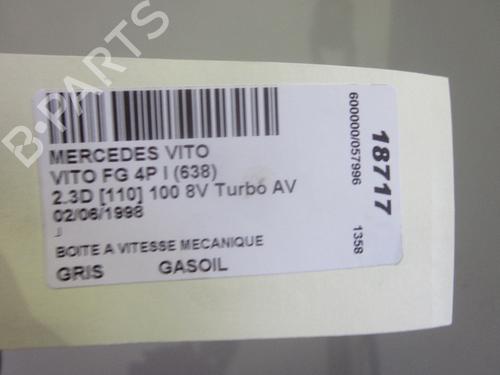 B-PARTS
MERCEDES VITO
VITO FG 4P I (638)
2.3D [110] 100 8V Turbo AV
02/06/1998
J
BOITE A VITESSE MECANIQUE
GRIS GASOIL
600000/057996
1358
18717